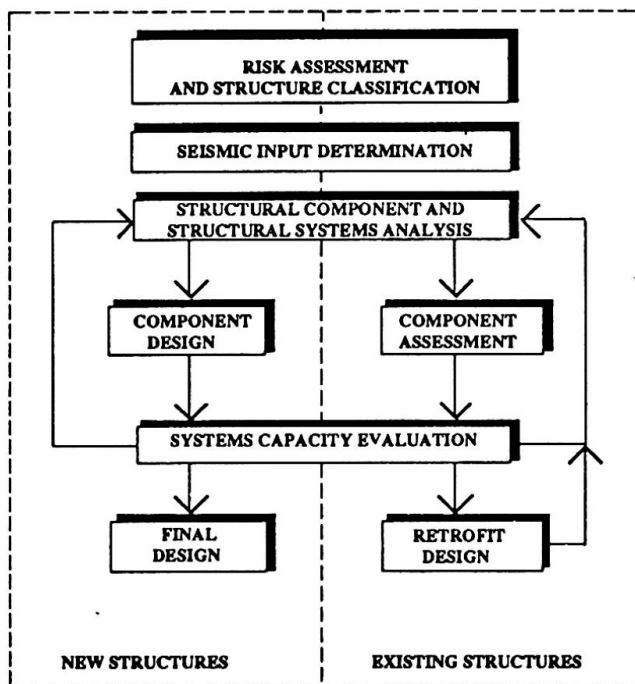 RISK ASSESSMENT
AND STRUCTURE CLASSIFICATION
SEISMIC INPUT DETERMINATION
STRUCTURAL COMPONENT AND
STRUCTURAL SYSTEMS ANALYSIS
COMPONENT
DESIGN
COMPONENT
ASSESSMENT
SYSTEMS CAPACITY EVALUATION
FINAL
DESIGN
RETROFIT
DESIGN
NEW STRUCTURES
EXISTING STRUCTURES